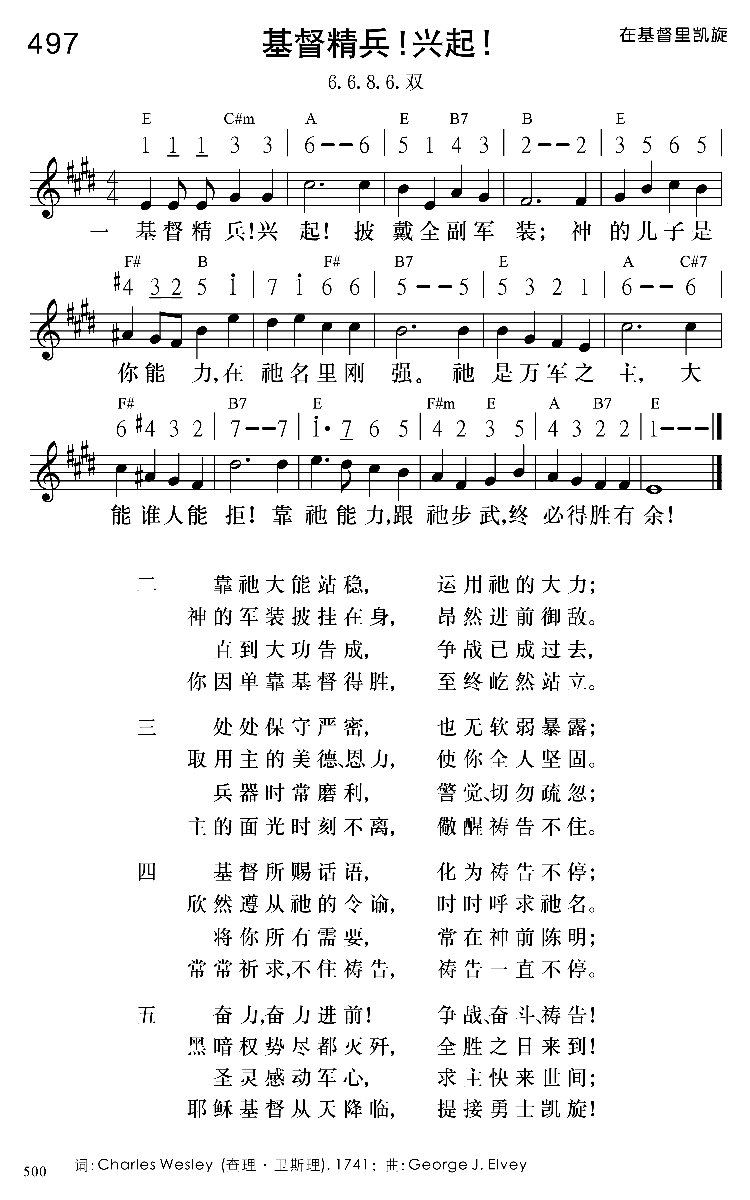 497 基督精兵！兴起！ 在基督里凯旋
6.6.8.6.双
E C#m A E B7 B E
1 1 1 3 3 | 6 - - 6 | 5 1 4 3 | 2 - - 2 | 3 5 6 5 |
4 4
一 基督精兵！兴起！披戴全副军装；神的儿子是
F# B F# B7 E A C#7
#4 3 2 5 i | 7 i 6 6 | 5 - - 5 | 5 3 2 1 | 6 - - 6 |
你能力，在祂名里刚强。祂是万军之主，大
F# B7 E F#m E A B7 E
6 #4 3 2 | 7 - - 7 | i· 7 6 5 | 4 2 3 5 | 4 3 2 2 | 1 - - -
能谁人能拒！靠祂能力，跟祂步武，终必得胜有余！
二 靠祂大能站稳， 运用祂的大力；
神的军装披挂在身， 昂然进前御敌。
直到大功告成， 争战已成过去，
你因单靠基督得胜， 至终屹然站立。
三 处处保守严密， 也无软弱暴露；
取用主的美德、恩力， 使你全人坚固。
兵器时常磨利， 警觉、切勿疏忽；
主的面光时刻不离， 儆醒祷告不住。
四 基督所赐话语， 化为祷告不停；
欣然遵从祂的令谕， 时时呼求祂名。
将你所有需要， 常在神前陈明；
常常祈求，不住祷告， 祷告一直不停。
五 奋力，奋力进前！ 争战、奋斗、祷告！
黑暗权势尽都灭歼， 全胜之日来到！
圣灵感动军心， 求主快来世间；
耶稣基督从天降临， 提接勇士凯旋！
500 词：Charles Wesley (查理·卫斯理)，1741； 曲：George J. Elvey